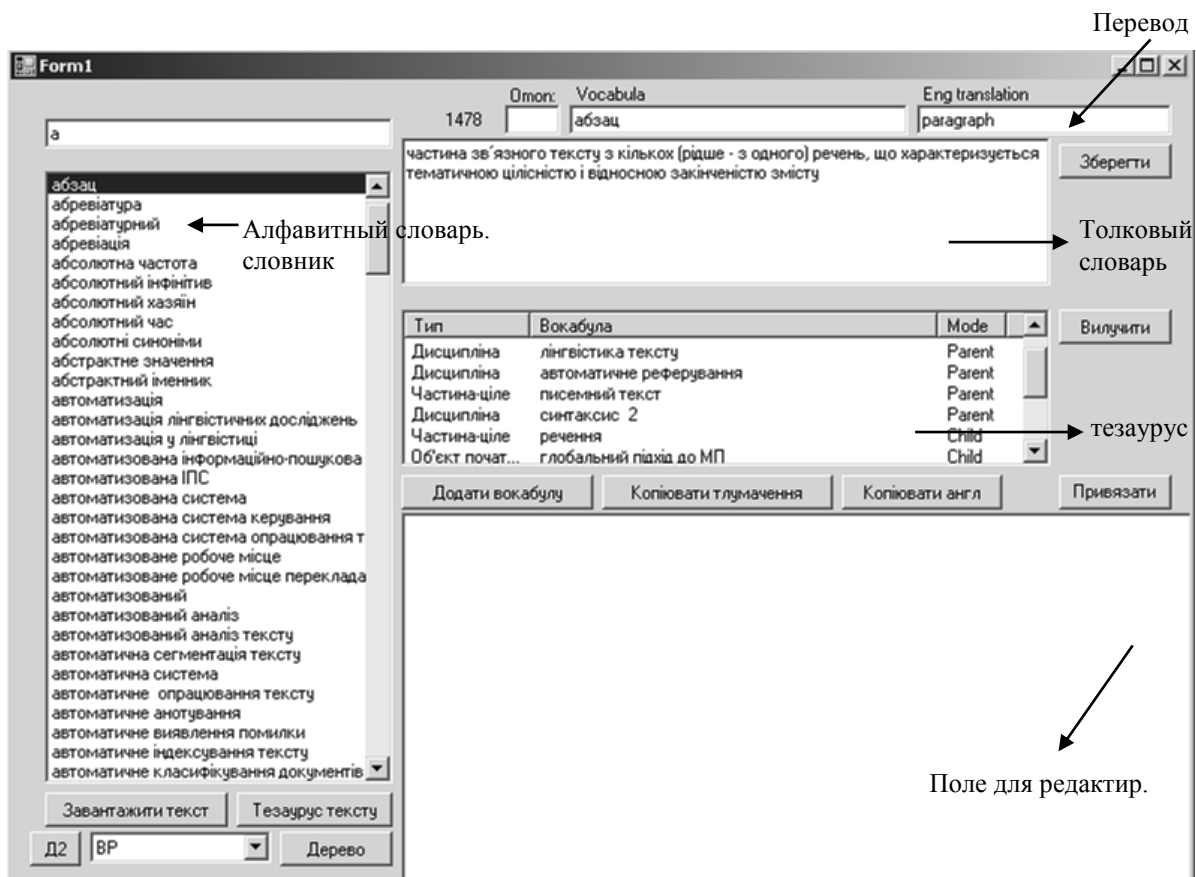 Перевод
Form1
Omon: Vocabula Eng translation
1478 абзац paragraph
а
частина зв´язного тексту з кількох (рідше - з одного) речень, що характеризується
тематичною цілісністю і відносною закінченістю змісту
Зберегти
абзац
абревіатура
абревіатурний
абревіація
абсолютна частота
абсолютний інфінітив
абсолютний хазяїн
абсолютний час
абсолютні синоніми
абстрактне значення
абстрактний іменник
автоматизація
автоматизація лінгвістичних досліджень
автоматизація у лінгвістиці
автоматизована інформаційно-пошукова
автоматизована ІПС
автоматизована система
автоматизована система керування
автоматизована система опрацювання т
автоматизоване робоче місце
автоматизоване робоче місце переклада
автоматизований
автоматизований аналіз
автоматизований аналіз тексту
автоматична сегментація тексту
автоматична система
автоматичне опрацювання тексту
автоматичне анотування
автоматичне виявлення помилки
автоматичне індексування тексту
автоматичне класифікування документів
Алфавитный словарь.
словник
Толковый
словарь
Тип Вокабула Mode
Дисципліна лінгвістика тексту Parent
Дисципліна автоматичне реферування Parent
Частина-ціле писемний текст Parent
Дисципліна синтаксис 2 Parent
Частина-ціле речення Child
Об'єкт почат... глобальний підхід до МП Child
Вилучити
тезаурус
Додати вокабулу Копіювати тлумачення Копіювати англ Привязати
Поле для редактир.
Завантажити текст Тезаурус тексту
Д2 ВР Дерево